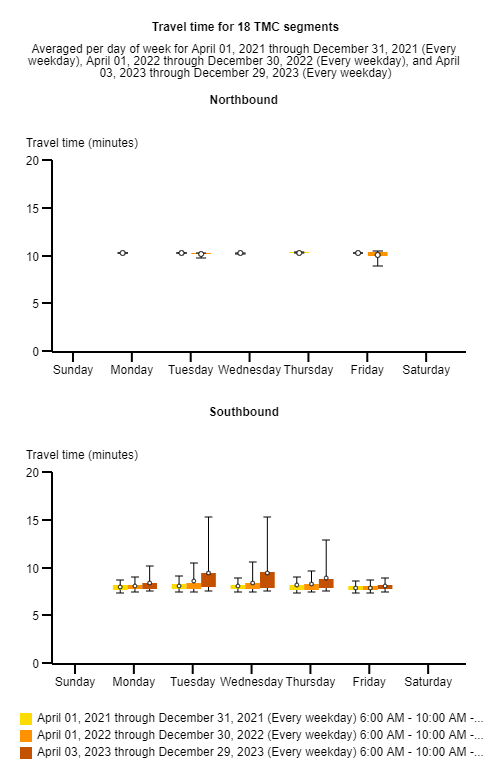 Travel time for 18 TMC segments
Averaged per day of week for April 01, 2021 through December 31, 2021 (Every
weekday), April 01, 2022 through December 30, 2022 (Every weekday), and April
03, 2023 through December 29, 2023 (Every weekday)
Northbound
Travel time (minutes)
20
15
10
5
0
Sunday Monday Tuesday Wednesday Thursday Friday Saturday
Southbound
Travel time (minutes)
20
15
10
5
0
Sunday Monday Tuesday Wednesday Thursday Friday Saturday
April 01, 2021 through December 31, 2021 (Every weekday) 6:00 AM - 10:00 AM -...
April 01, 2022 through December 30, 2022 (Every weekday) 6:00 AM - 10:00 AM -...
April 03, 2023 through December 29, 2023 (Every weekday) 6:00 AM - 10:00 AM -...